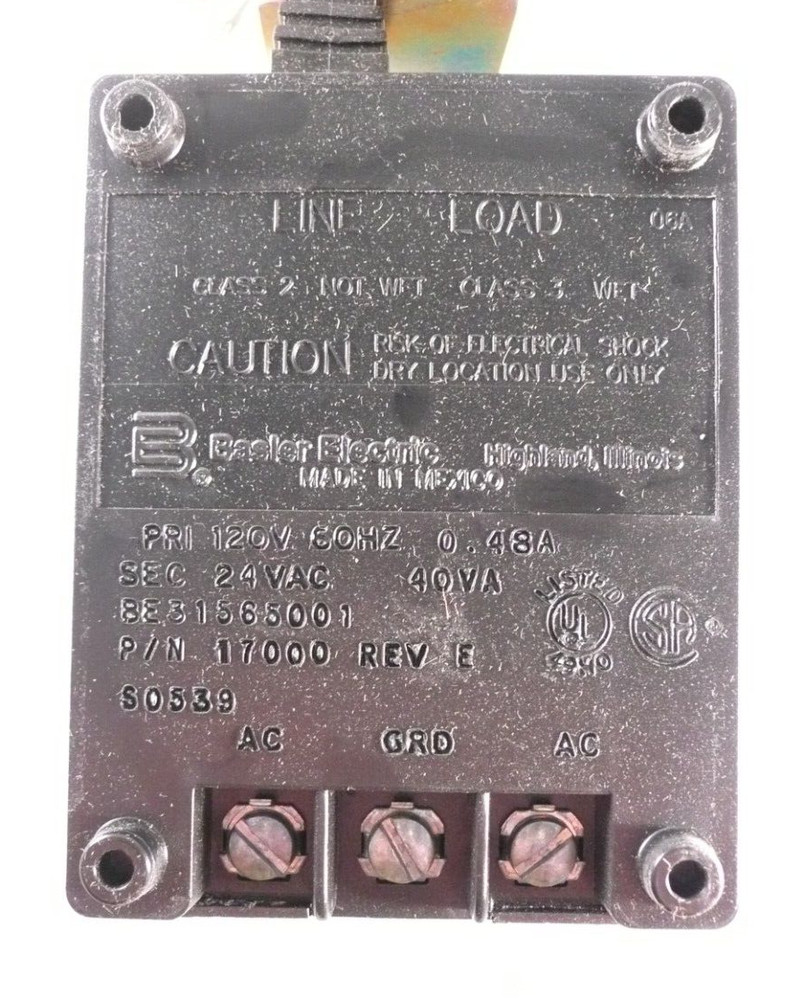 LINE LOAD 06A
CLASS 2 NOT WET CLASS 3 WET
CAUTION RISK OF ELECTRICAL SHOCK
DRY LOCATION USE ONLY
Basler Electric Highland, Illinois
MADE IN MEXICO
PRI 120V 60HZ 0.48A
SEC 24VAC 40VA
BE31565001
P/N 17000 REV E
LISTED
UL
SA
S0539
AC GRD AC